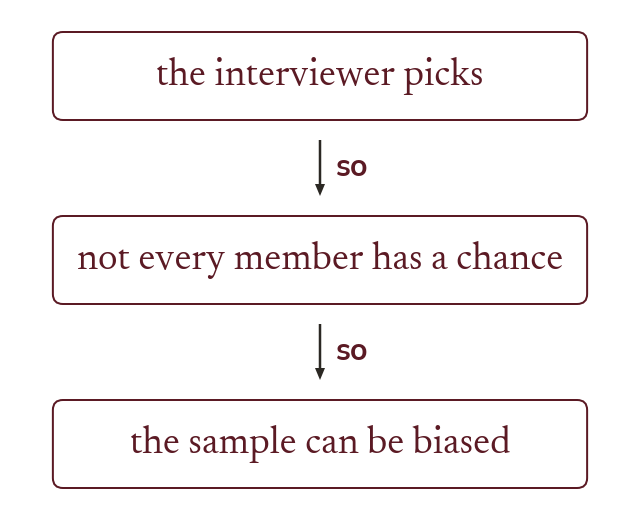 the interviewer picks
so
not every member has a chance
so
the sample can be biased